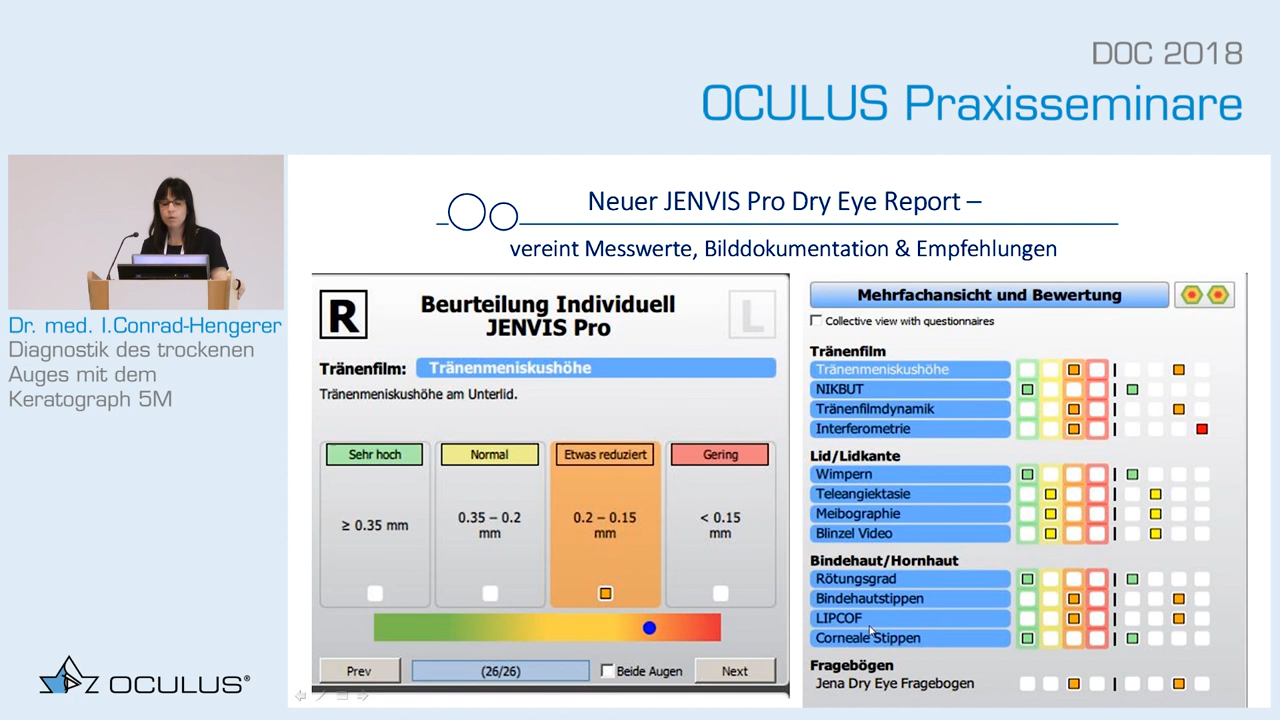 DOC 2018
OCULUS Praxisseminare
Dr. med. I.Conrad-Hengerer
Diagnostik des trockenen
Auges mit dem
Keratograph 5M
OCULUS®
Neuer JENVIS Pro Dry Eye Report –
vereint Messwerte, Bilddokumentation & Empfehlungen
R
Beurteilung Individuell
JENVIS Pro
L
Tränenfilm: Tränenmeniskushöhe
Tränenmeniskushöhe am Unterlid.
Sehr hoch
Normal
Etwas reduziert
Gering
≥ 0.35 mm
0.35 – 0.2
mm
0.2 – 0.15
mm
< 0.15
mm
Prev
(26/26)
Beide Augen
Next
Mehrfachansicht und Bewertung
Collective view with questionnaires
Tränenfilm
Tränenmeniskushöhe
NIKBUT
Tränenfilmdynamik
Interferometrie
Lid/Lidkante
Wimpern
Teleangiektasie
Meibographie
Blinzel Video
Bindehaut/Hornhaut
Rötungsgrad
Bindehautstippen
LIPCOF
Corneale Stippen
Fragebögen
Jena Dry Eye Fragebogen